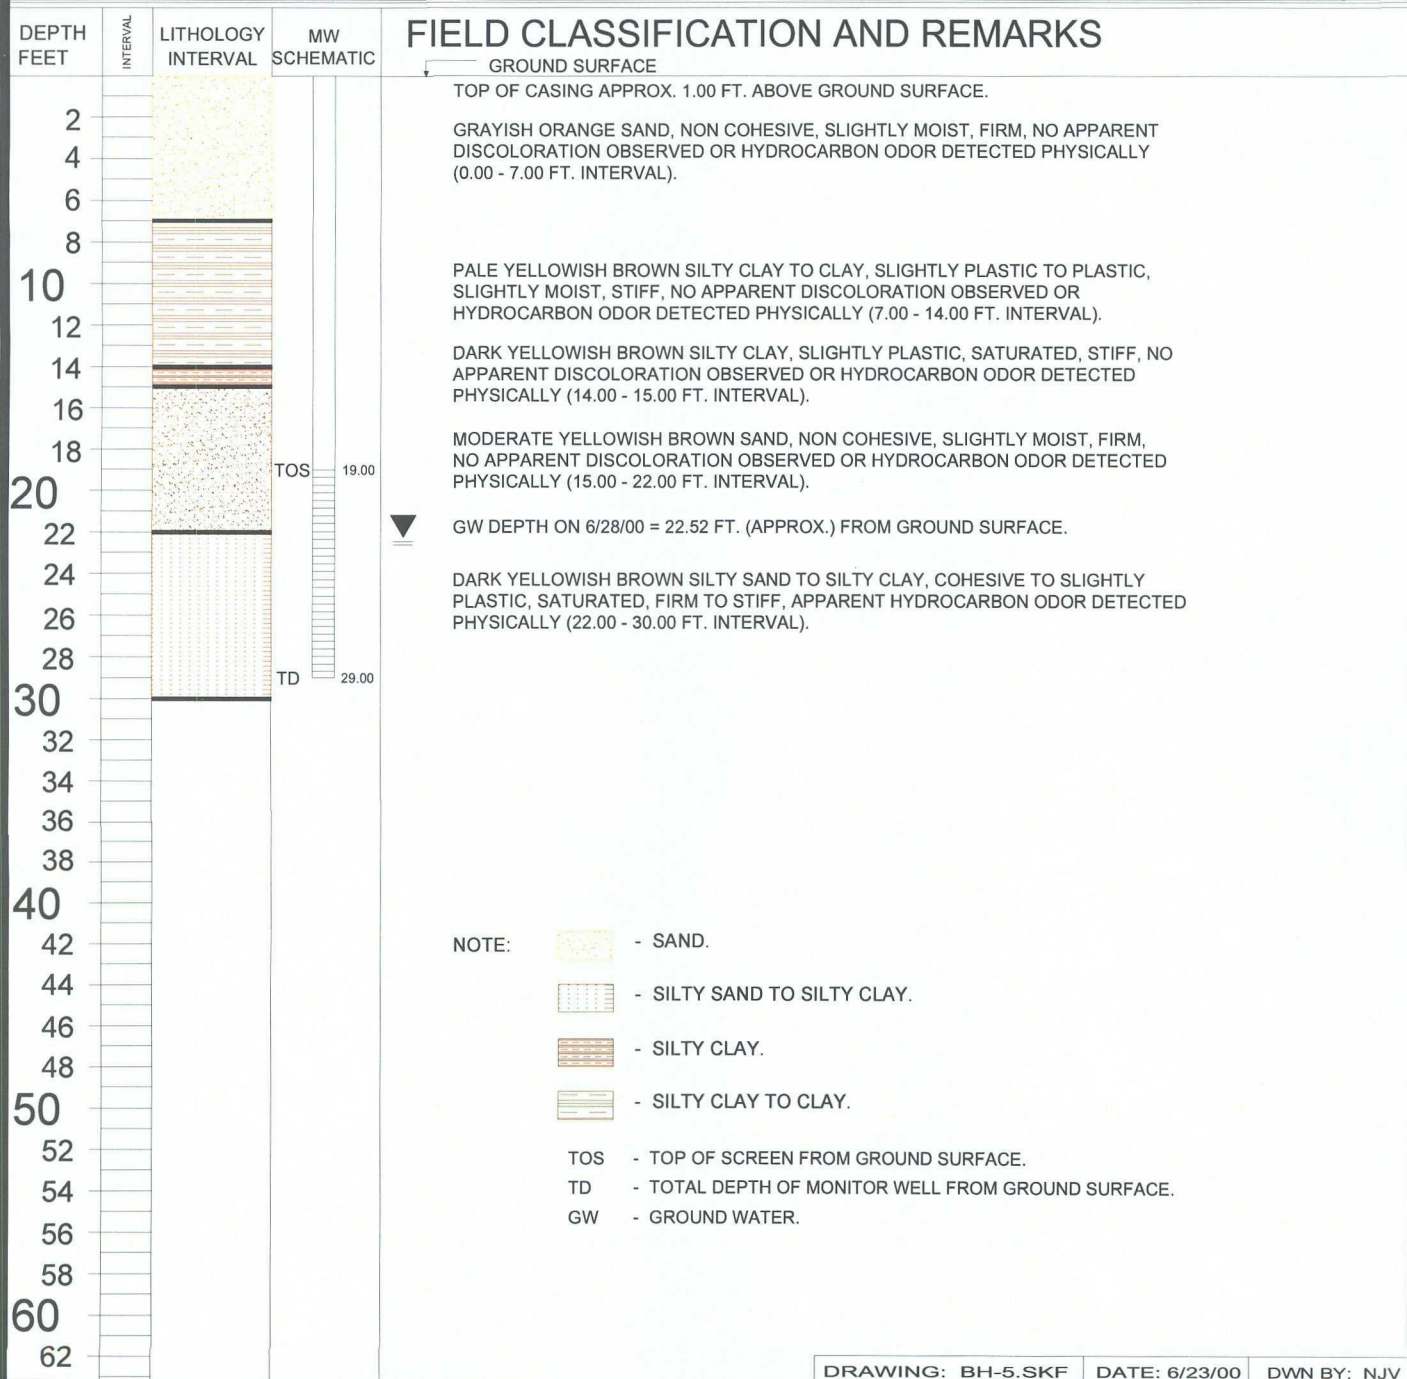 DEPTH
FEET
INTERVAL
LITHOLOGY
INTERVAL
MW
SCHEMATIC
FIELD CLASSIFICATION AND REMARKS
GROUND SURFACE
TOP OF CASING APPROX. 1.00 FT. ABOVE GROUND SURFACE.
GRAYISH ORANGE SAND, NON COHESIVE, SLIGHTLY MOIST, FIRM, NO APPARENT
DISCOLORATION OBSERVED OR HYDROCARBON ODOR DETECTED PHYSICALLY
(0.00 - 7.00 FT. INTERVAL).
PALE YELLOWISH BROWN SILTY CLAY TO CLAY, SLIGHTLY PLASTIC TO PLASTIC,
SLIGHTLY MOIST, STIFF, NO APPARENT DISCOLORATION OBSERVED OR
HYDROCARBON ODOR DETECTED PHYSICALLY (7.00 - 14.00 FT. INTERVAL).
DARK YELLOWISH BROWN SILTY CLAY, SLIGHTLY PLASTIC, SATURATED, STIFF, NO
APPARENT DISCOLORATION OBSERVED OR HYDROCARBON ODOR DETECTED
PHYSICALLY (14.00 - 15.00 FT. INTERVAL).
MODERATE YELLOWISH BROWN SAND, NON COHESIVE, SLIGHTLY MOIST, FIRM,
NO APPARENT DISCOLORATION OBSERVED OR HYDROCARBON ODOR DETECTED
PHYSICALLY (15.00 - 22.00 FT. INTERVAL).
GW DEPTH ON 6/28/00 = 22.52 FT. (APPROX.) FROM GROUND SURFACE.
DARK YELLOWISH BROWN SILTY SAND TO SILTY CLAY, COHESIVE TO SLIGHTLY
PLASTIC, SATURATED, FIRM TO STIFF, APPARENT HYDROCARBON ODOR DETECTED
PHYSICALLY (22.00 - 30.00 FT. INTERVAL).
2
4
6
8
10
12
14
16
18
20
22
24
26
28
30
32
34
36
38
40
42
44
46
48
50
52
54
56
58
60
62
TOS 19.00
TD 29.00
NOTE: - SAND.
- SILTY SAND TO SILTY CLAY.
- SILTY CLAY.
- SILTY CLAY TO CLAY.
TOS - TOP OF SCREEN FROM GROUND SURFACE.
TD - TOTAL DEPTH OF MONITOR WELL FROM GROUND SURFACE.
GW - GROUND WATER.
DRAWING: BH-5.SKF DATE: 6/23/00 DWN BY: NJV